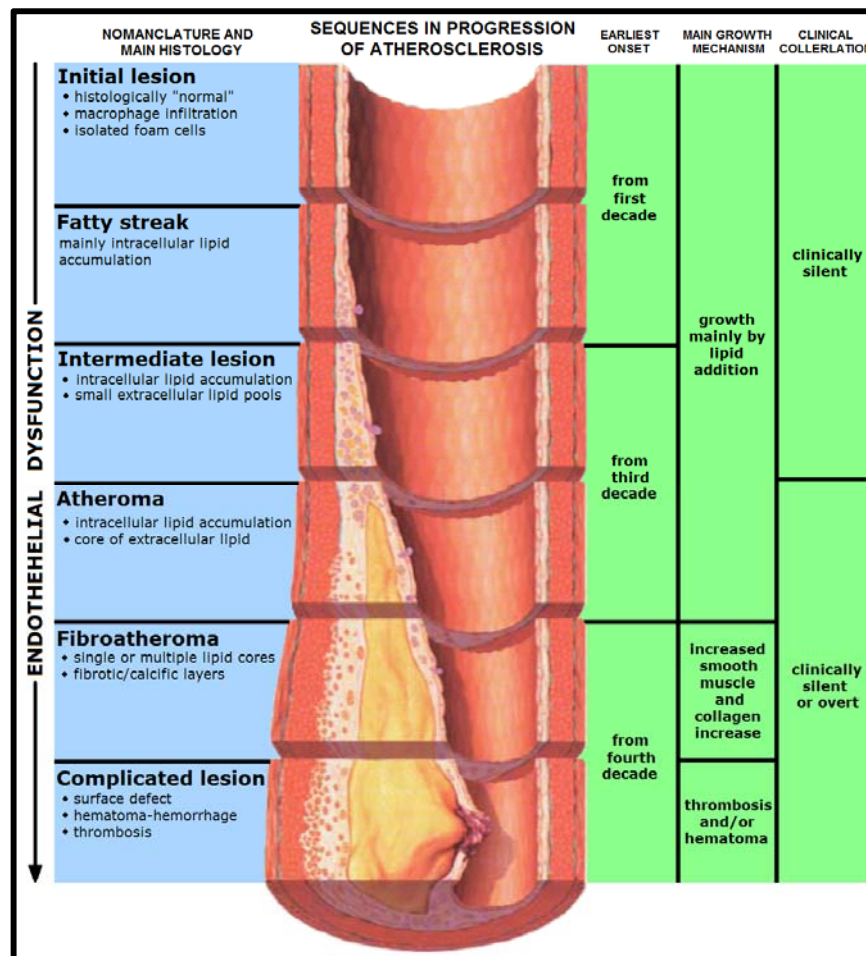 NOMANCLATURE AND
MAIN HISTOLOGY
SEQUENCES IN PROGRESSION
OF ATHEROSCLEROSIS
EARLIEST
ONSET
MAIN GROWTH
MECHANISM
CLINICAL
COLLERLATION
ENDOTHEHELIAL DYSFUNCTION
Initial lesion
• histologically "normal"
• macrophage infiltration
• isolated foam cells
Fatty streak
mainly intracellular lipid
accumulation
Intermediate lesion
• intracellular lipid accumulation
• small extracellular lipid pools
Atheroma
• intracellular lipid accumulation
• core of extracellular lipid
Fibroatheroma
• single or multiple lipid cores
• fibrotic/calcific layers
Complicated lesion
• surface defect
• hematoma-hemorrhage
• thrombosis
from
first
decade
from
third
decade
from
fourth
decade
growth
mainly by
lipid
addition
increased
smooth
muscle
and
collagen
increase
thrombosis
and/or
hematoma
clinically
silent
clinically
silent
or overt